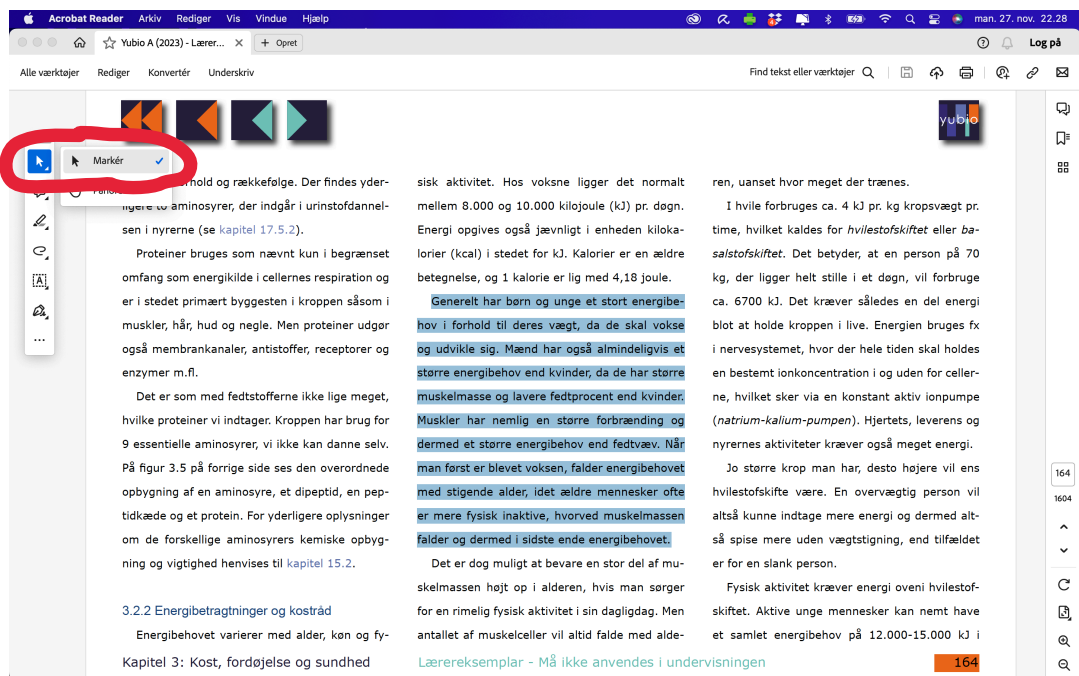 Acrobat Reader Arkiv Rediger Vis Vindue Hjælp
man. 27. nov. 22.28
Yubio A (2023) - Lærer...
+ Opret
Log på
Alle værktøjer Rediger Konvertér Underskriv
Find tekst eller værktøjer
yubio
Markér
forhold og rækkefølge. Der findes yder-
ligere to aminosyrer, der indgår i urinstofdannel-
sen i nyrerne (se kapitel 17.5.2).
Proteiner bruges som nævnt kun i begrænset
omfang som energikilde i cellernes respiration og
er i stedet primært byggesten i kroppen såsom i
muskler, hår, hud og negle. Men proteiner udgør
også membrankanaler, antistoffer, receptorer og
enzymer m.fl.
Det er som med fedtstofferne ikke lige meget,
hvilke proteiner vi indtager. Kroppen har brug for
9 essentielle aminosyrer, vi ikke kan danne selv.
På figur 3.5 på forrige side ses den overordnede
opbygning af en aminosyre, et dipeptid, en pep-
tidkæde og et protein. For yderligere oplysninger
om de forskellige aminosyrers kemiske opbyg-
ning og vigtighed henvises til kapitel 15.2.
3.2.2 Energibetragtninger og kostråd
Energibehovet varierer med alder, køn og fy-
sisk aktivitet. Hos voksne ligger det normalt
mellem 8.000 og 10.000 kilojoule (kJ) pr. døgn.
Energi opgives også jævnligt i enheden kiloka-
lorier (kcal) i stedet for kJ. Kalorier er en ældre
betegnelse, og 1 kalorie er lig med 4,18 joule.
Generelt har børn og unge et stort energibe-
hov i forhold til deres vægt, da de skal vokse
og udvikle sig. Mænd har også almindeligvis et
større energibehov end kvinder, da de har større
muskelmasse og lavere fedtprocent end kvinder.
Muskler har nemlig en større forbrænding og
dermed et større energibehov end fedtvæv. Når
man først er blevet voksen, falder energibehovet
med stigende alder, idet ældre mennesker ofte
er mere fysisk inaktive, hvorved muskelmassen
falder og dermed i sidste ende energibehovet.
Det er dog muligt at bevare en stor del af mu-
skelmassen højt op i alderen, hvis man sørger
for en rimelig fysisk aktivitet i sin dagligdag. Men
antallet af muskelceller vil altid falde med alde-
ren, uanset hvor meget der trænes.
I hvile forbruges ca. 4 kJ pr. kg kropsvægt pr.
time, hvilket kaldes for hvilestofskiftet eller ba-
salstofskiftet. Det betyder, at en person på 70
kg, der ligger helt stille i et døgn, vil forbruge
ca. 6700 kJ. Det kræver således en del energi
blot at holde kroppen i live. Energien bruges fx
i nervesystemet, hvor der hele tiden skal holdes
en bestemt ionkoncentration i og uden for celler-
ne, hvilket sker via en konstant aktiv ionpumpe
(natrium-kalium-pumpen). Hjertets, leverens og
nyrernes aktiviteter kræver også meget energi.
Jo større krop man har, desto højere vil ens
hvilestofskifte være. En overvægtig person vil
altså kunne indtage mere energi og dermed alt-
så spise mere uden vægtstigning, end tilfældet
er for en slank person.
Fysisk aktivitet kræver energi oveni hvilestof-
skiftet. Aktive unge mennesker kan nemt have
et samlet energibehov på 12.000-15.000 kJ i
Kapitel 3: Kost, fordøjelse og sundhed
Lærereksemplar - Må ikke anvendes i undervisningen
164
164
1604